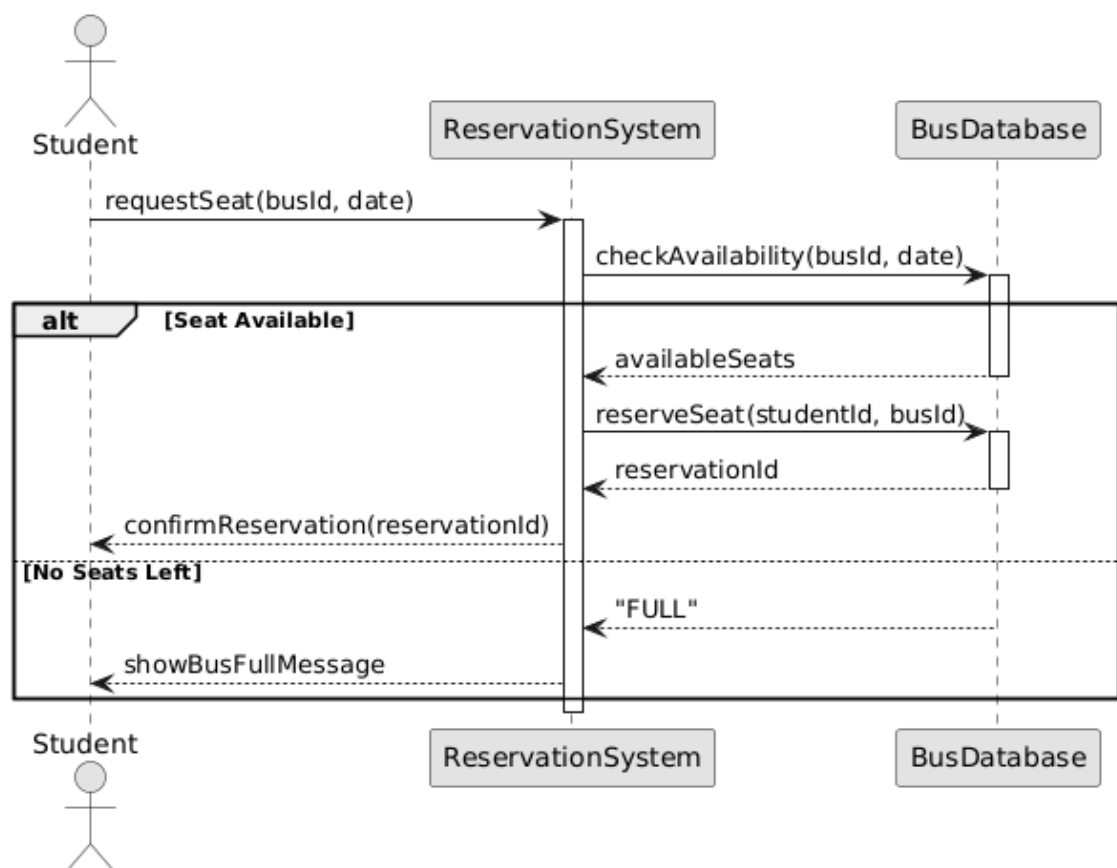 Student
ReservationSystem
BusDatabase
requestSeat(busId, date)
checkAvailability(busId, date)
alt
[Seat Available]
availableSeats
reserveSeat(studentId, busId)
reservationId
confirmReservation(reservationId)
[No Seats Left]
"FULL"
showBusFullMessage
Student
ReservationSystem
BusDatabase